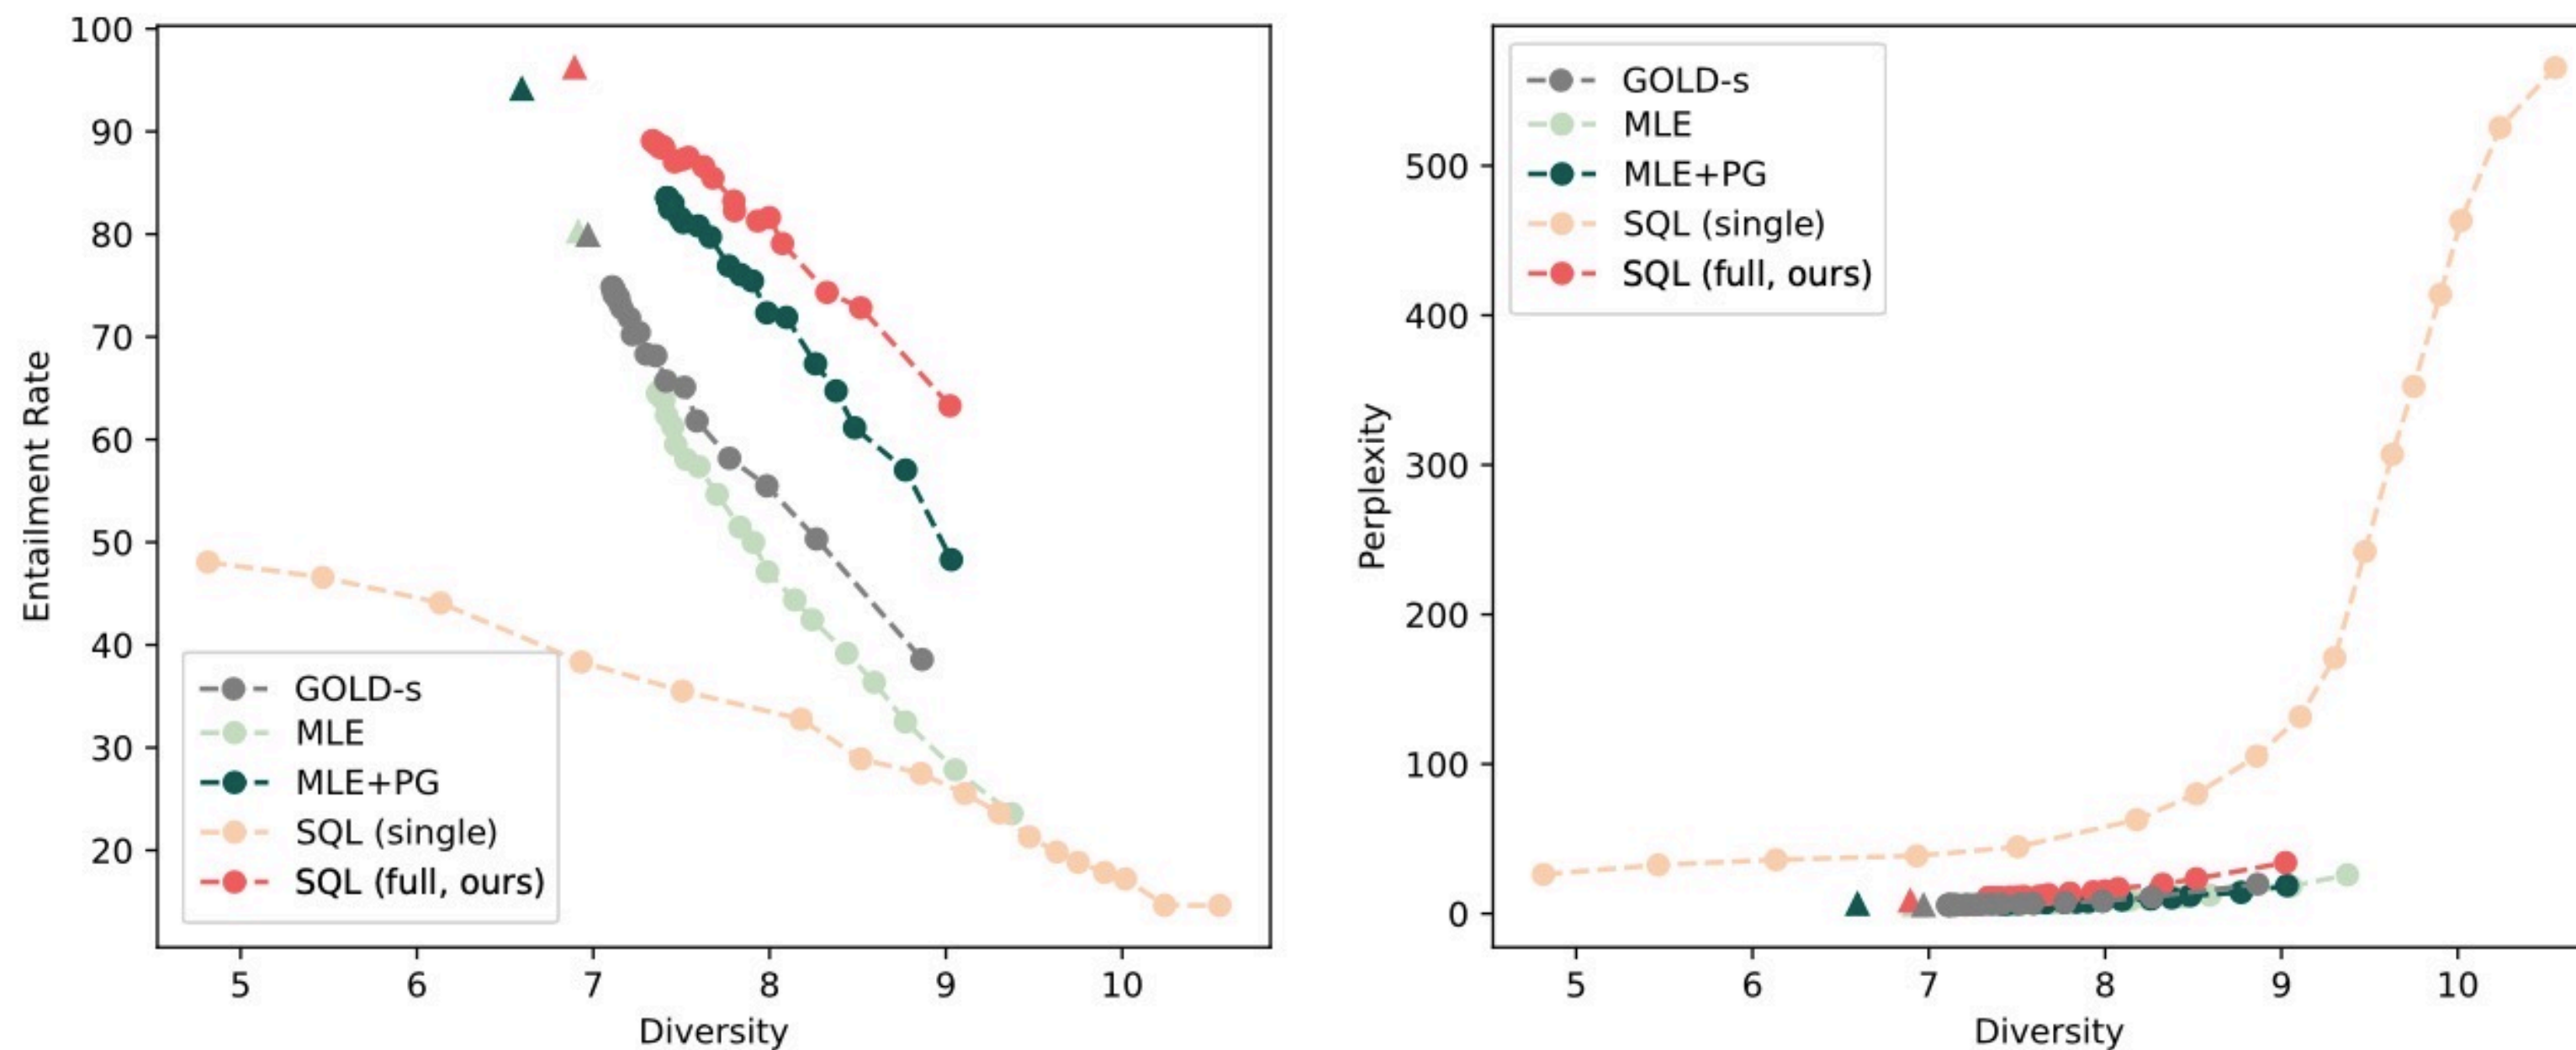 100
90
80
70
60
50
40
30
20
Entailment Rate
GOLD-s
MLE
MLE+PG
SQL (single)
SQL (full, ours)
5 6 7 8 9 10
Diversity
500
400
300
200
100
0
Perplexity
GOLD-s
MLE
MLE+PG
SQL (single)
SQL (full, ours)
5 6 7 8 9 10
Diversity